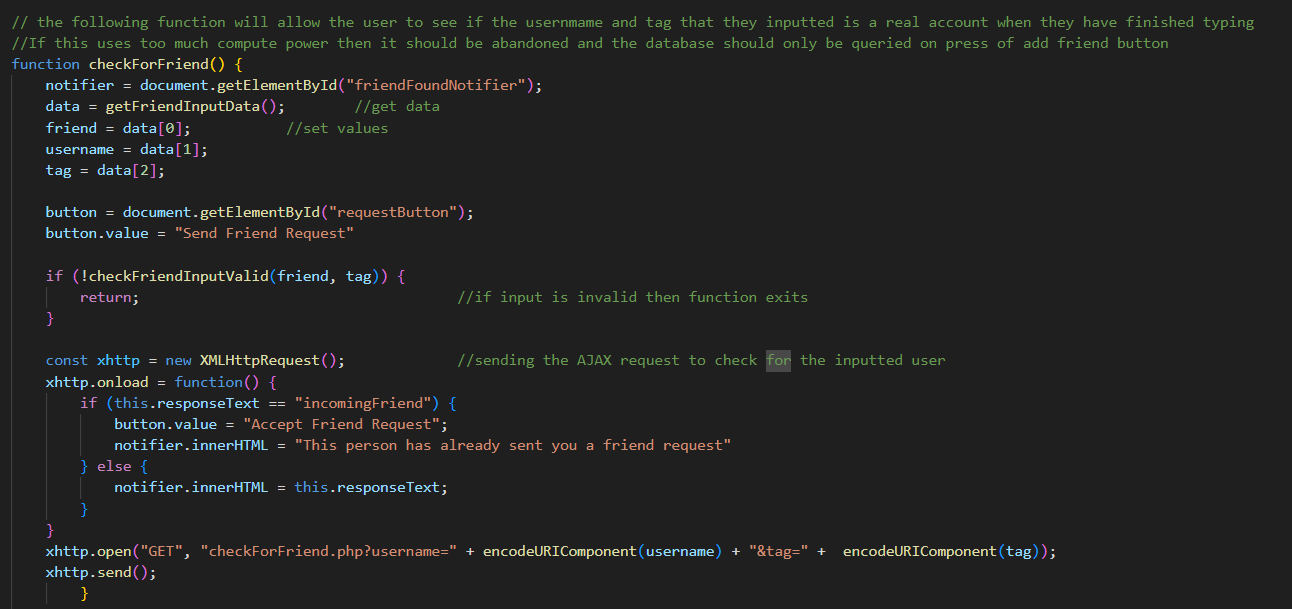 // the following function will allow the user to see if the usernmame and tag that they inputted is a real account when they have finished typing
//If this uses too much compute power then it should be abandoned and the database should only be queried on press of add friend button
function checkForFriend() {
    notifier = document.getElementById("friendFoundNotifier");
    data = getFriendInputData();        //get data
    friend = data[0];           //set values
    username = data[1];
    tag = data[2];
    button = document.getElementById("requestButton");
    button.value = "Send Friend Request"
    if (!checkFriendInputValid(friend, tag)) {
        return;                                     //if input is invalid then function exits
    }
    const xhttp = new XMLHttpRequest();             //sending the AJAX request to check for the inputted user
    xhttp.onload = function() {
        if (this.responseText == "incomingFriend") {
            button.value = "Accept Friend Request";
            notifier.innerHTML = "This person has already sent you a friend request"
        } else {
            notifier.innerHTML = this.responseText;
        }
    }
    xhttp.open("GET", "checkForFriend.php?username=" + encodeURIComponent(username) + "&tag=" +  encodeURIComponent(tag));
    xhttp.send();
        }